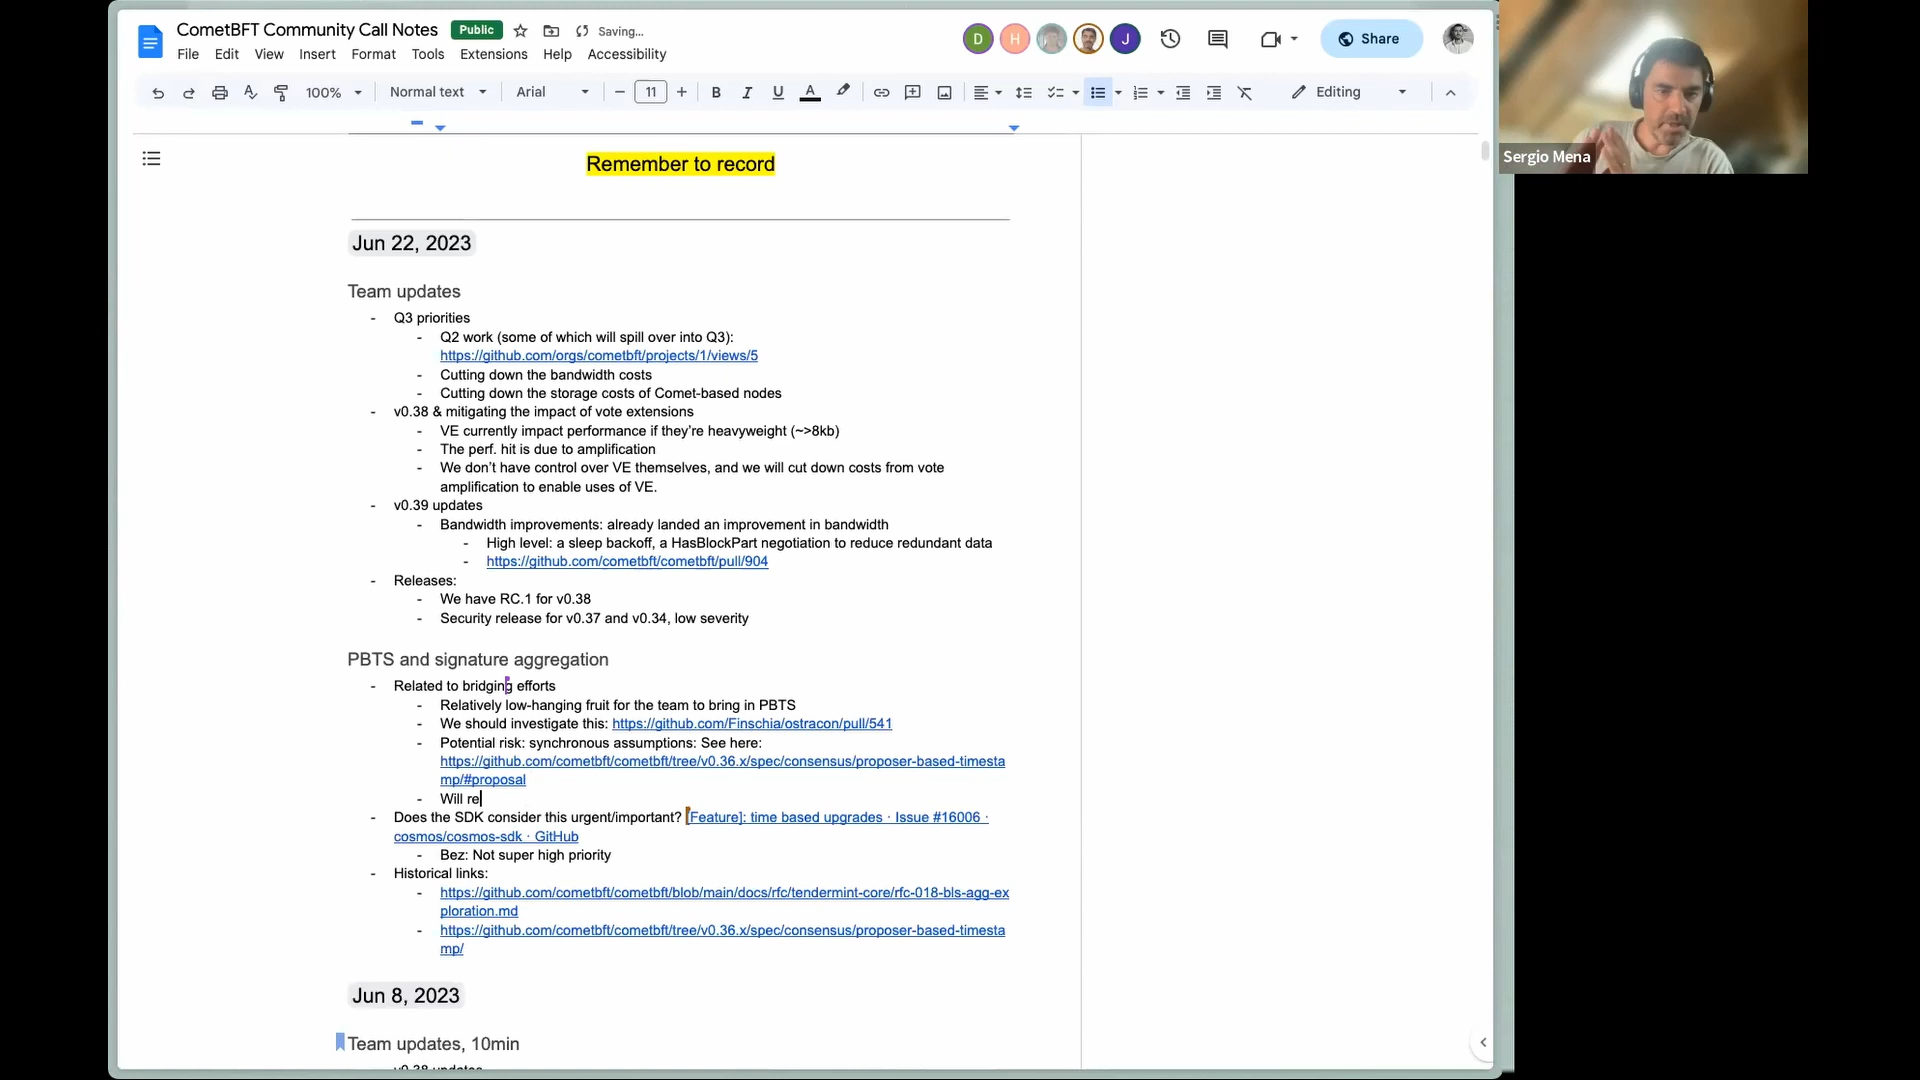 CometBFT Community Call Notes
Public
Saving...
File Edit View Insert Format Tools Extensions Help Accessibility
D
H
J
Share
100%
Normal text
Arial
11
B I U A
Editing
Remember to record
Jun 22, 2023
Team updates
- Q3 priorities
- Q2 work (some of which will spill over into Q3):
https://github.com/orgs/cometbft/projects/1/views/5
- Cutting down the bandwidth costs
- Cutting down the storage costs of Comet-based nodes
- v0.38 & mitigating the impact of vote extensions
- VE currently impact performance if they're heavyweight (~>8kb)
- The perf. hit is due to amplification
- We don't have control over VE themselves, and we will cut down costs from vote
amplification to enable uses of VE.
- v0.39 updates
- Bandwidth improvements: already landed an improvement in bandwidth
- High level: a sleep backoff, a HasBlockPart negotiation to reduce redundant data
- https://github.com/cometbft/cometbft/pull/904
- Releases:
- We have RC.1 for v0.38
- Security release for v0.37 and v0.34, low severity
PBTS and signature aggregation
- Related to bridging efforts
- Relatively low-hanging fruit for the team to bring in PBTS
- We should investigate this: https://github.com/Finschia/ostracon/pull/541
- Potential risk: synchronous assumptions: See here:
https://github.com/cometbft/cometbft/tree/v0.36.x/spec/consensus/proposer-based-timesta
mp/#proposal
- Will re
- Does the SDK consider this urgent/important? [Feature]: time based upgrades · Issue #16006 ·
cosmos/cosmos-sdk · GitHub
- Bez: Not super high priority
- Historical links:
- https://github.com/cometbft/cometbft/blob/main/docs/rfc/tendermint-core/rfc-018-bls-agg-ex
ploration.md
- https://github.com/cometbft/cometbft/tree/v0.36.x/spec/consensus/proposer-based-timesta
mp/
Jun 8, 2023
Team updates, 10min
- v0.38 updates
Sergio Mena